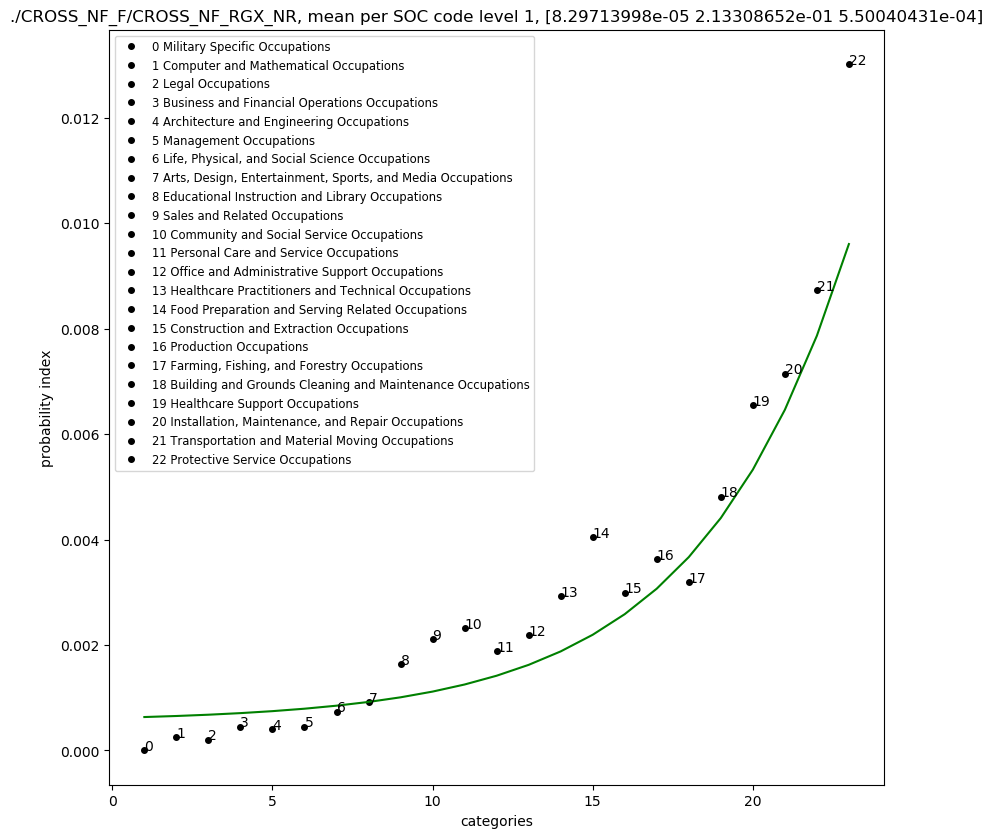 ./CROSS_NF_F/CROSS_NF_RGX_NR, mean per SOC code level 1, [8.29713998e-05 2.13308652e-01 5.50040431e-04]
0 Military Specific Occupations
1 Computer and Mathematical Occupations
2 Legal Occupations
3 Business and Financial Operations Occupations
4 Architecture and Engineering Occupations
5 Management Occupations
6 Life, Physical, and Social Science Occupations
7 Arts, Design, Entertainment, Sports, and Media Occupations
8 Educational Instruction and Library Occupations
9 Sales and Related Occupations
10 Community and Social Service Occupations
11 Personal Care and Service Occupations
12 Office and Administrative Support Occupations
13 Healthcare Practitioners and Technical Occupations
14 Food Preparation and Serving Related Occupations
15 Construction and Extraction Occupations
16 Production Occupations
17 Farming, Fishing, and Forestry Occupations
18 Building and Grounds Cleaning and Maintenance Occupations
19 Healthcare Support Occupations
20 Installation, Maintenance, and Repair Occupations
21 Transportation and Material Moving Occupations
22 Protective Service Occupations
probability index
0.012
0.010
0.008
0.006
0.004
0.002
0.000
0
1
2
3
4
5
6
7
8
9
10
11
12
13
14
15
16
17
18
19
20
21
22
0
5
10
15
20
categories